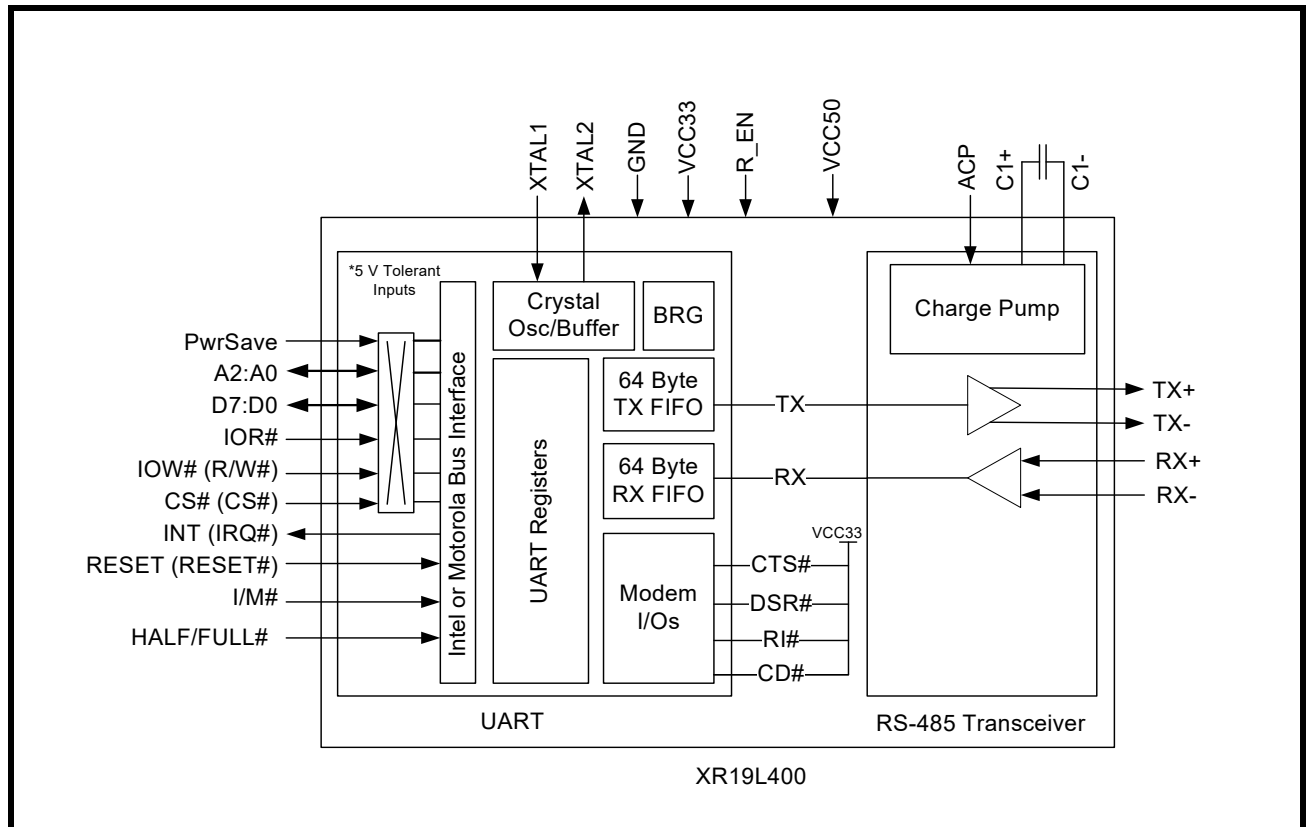 XTAL1
XTAL2
GND
VCC33
R_EN
VCC50
ACP
C1+
C1-
*5 V Tolerant
Inputs
PwrSave
A2:A0
D7:D0
IOR#
IOW# (R/W#)
CS# (CS#)
INT (IRQ#)
RESET (RESET#)
I/M#
HALF/FULL#
Intel or Motorola Bus Interface
Crystal
Osc/Buffer
BRG
UART Registers
64 Byte
TX FIFO
64 Byte
RX FIFO
Modem
I/Os
TX
RX
VCC33
CTS#
DSR#
RI#
CD#
Charge Pump
TX+
TX-
RX+
RX-
UART
RS-485 Transceiver
XR19L400